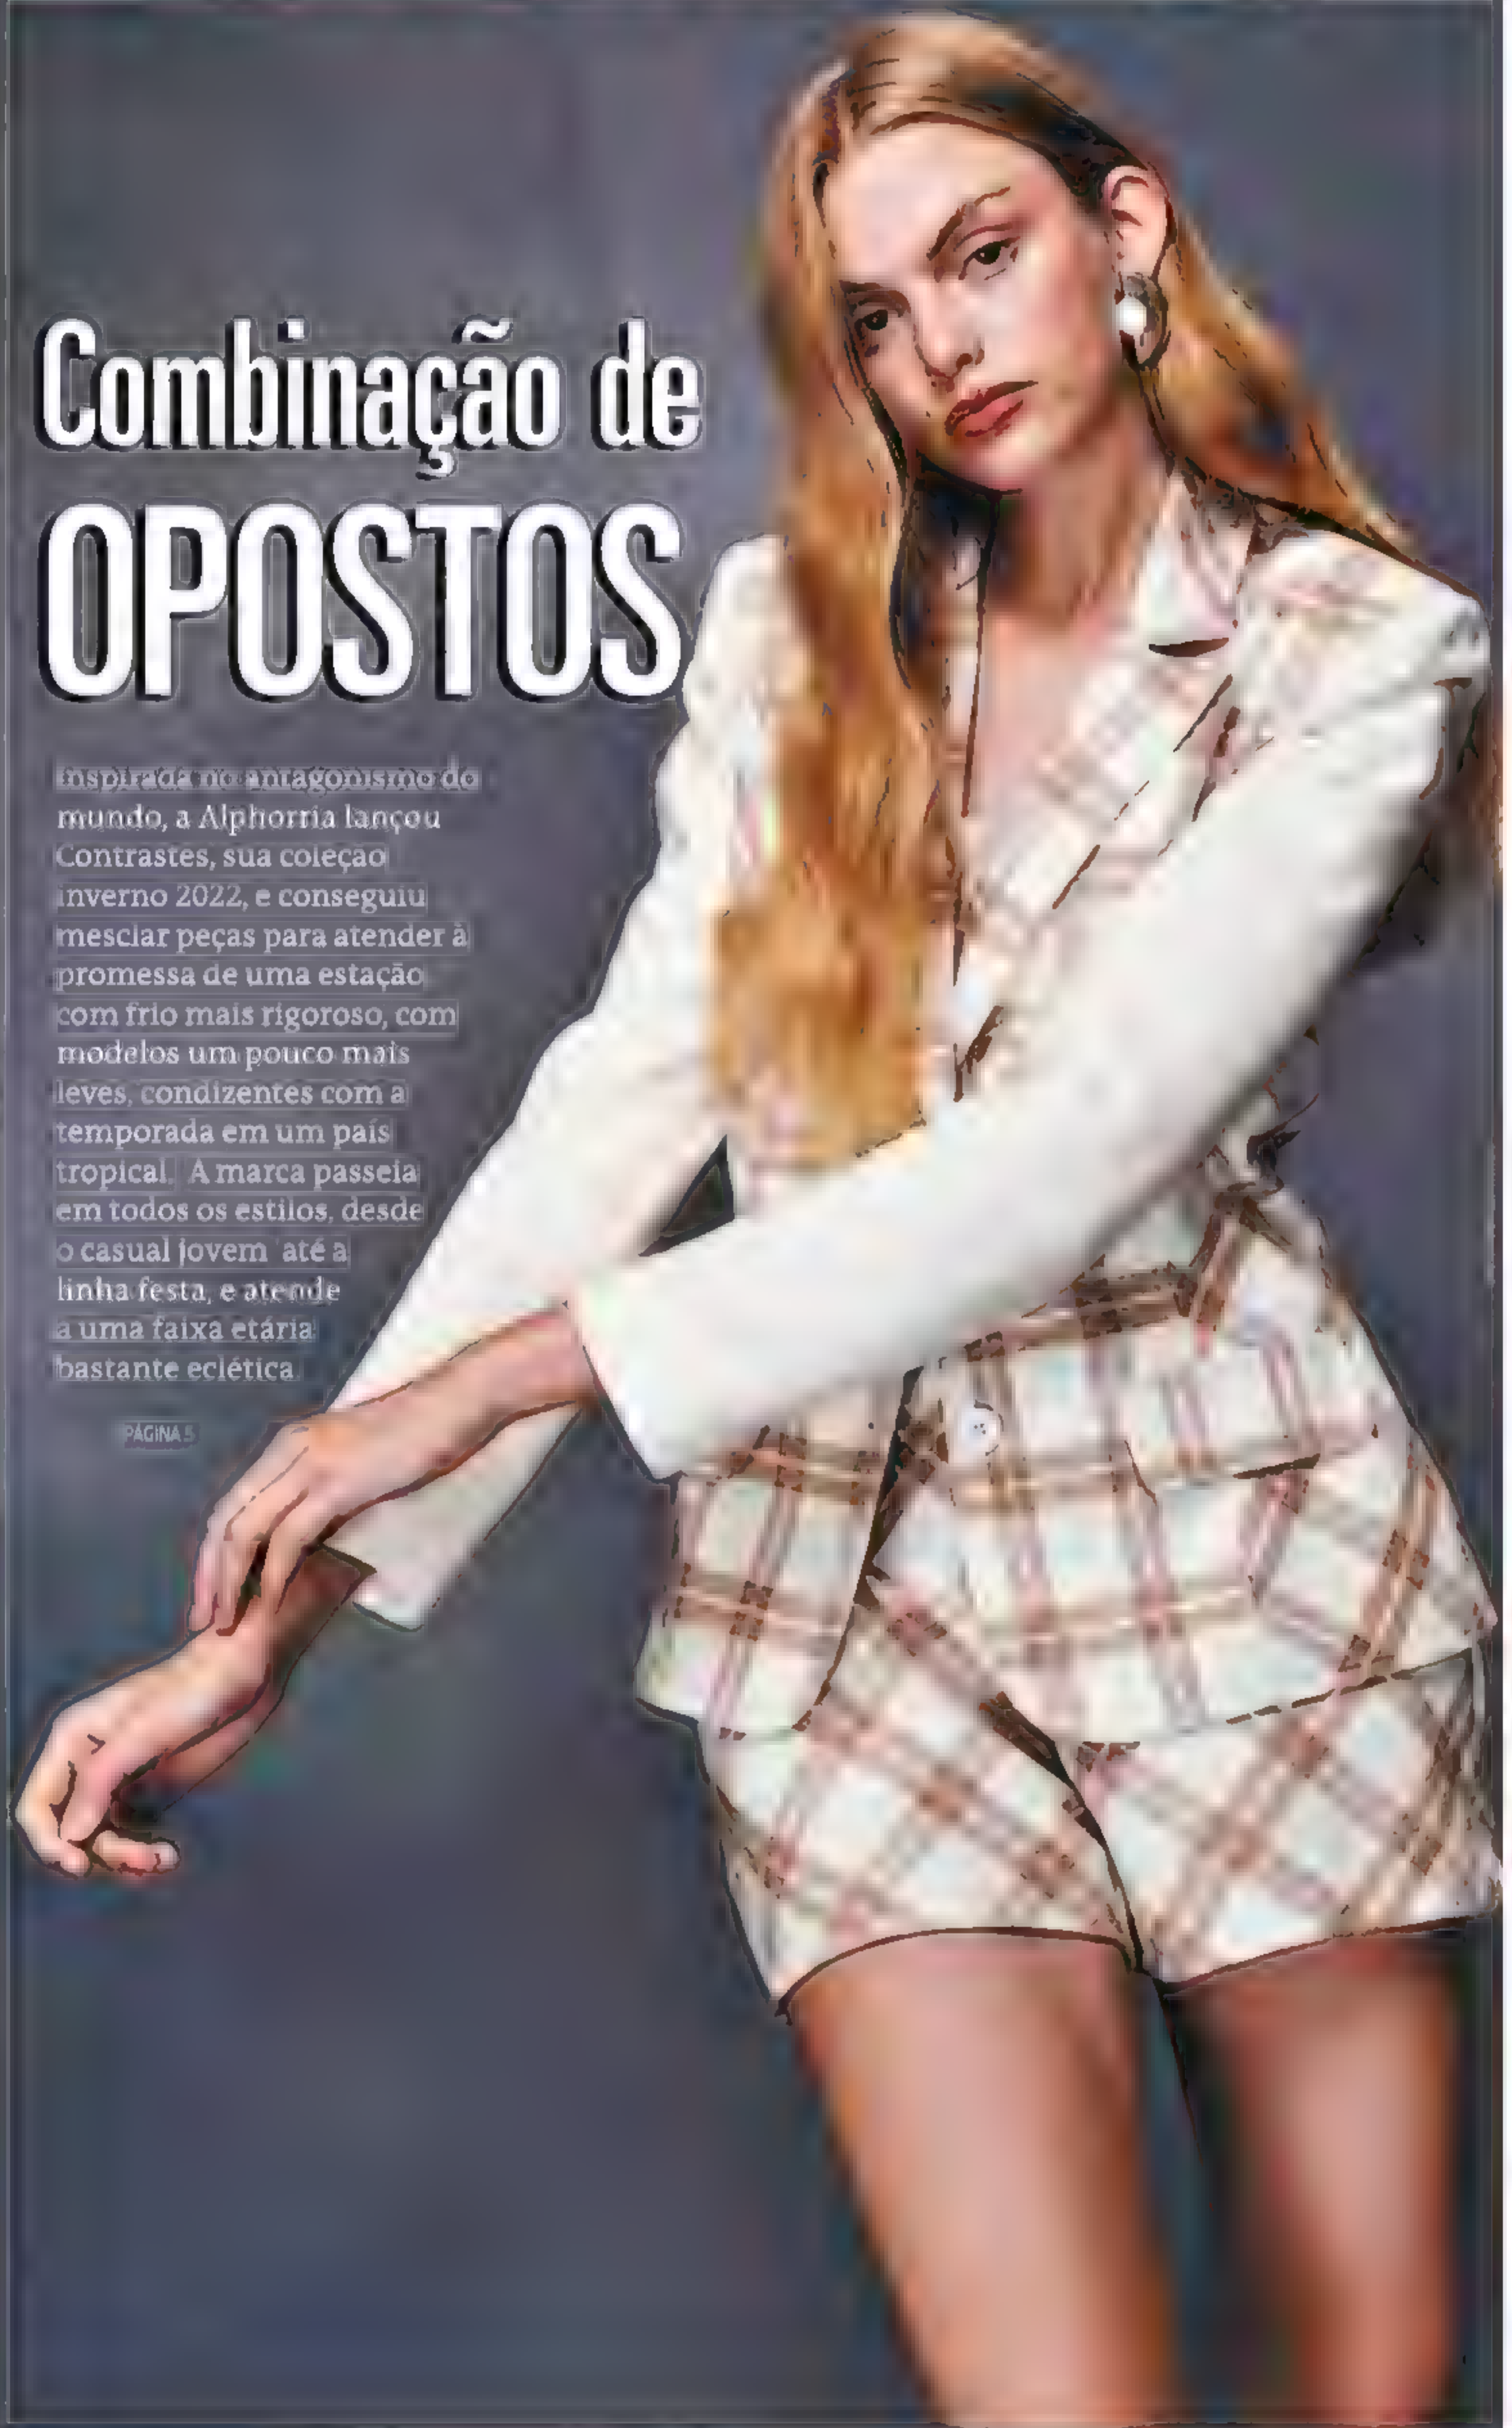 Combinação de
OPOSTOS
Inspirada no antagonismo do
mundo, a Alphorria lançou
Contrastes, sua coleção
inverno 2022, e conseguiu
mesclar peças para atender à
promessa de uma estação
com frio mais rigoroso, com
modelos um pouco mais
leves, condizentes com a
temporada em um país
tropical. A marca passeia
em todos os estilos, desde
o casual jovem até a
linha festa, e atende
a uma faixa etária
bastante eclética.
PÁGINA 5